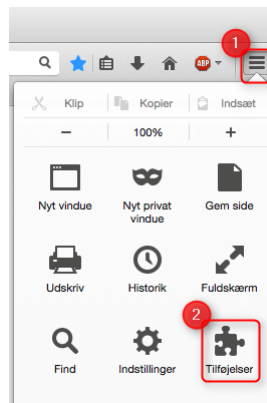 1
ABP
Klip Kopier Indsæt
− 100% +
Nyt vindue Nyt privat vindue Gem side
Udskriv Historik Fuldskærm
2
Find Indstillinger Tilføjelser